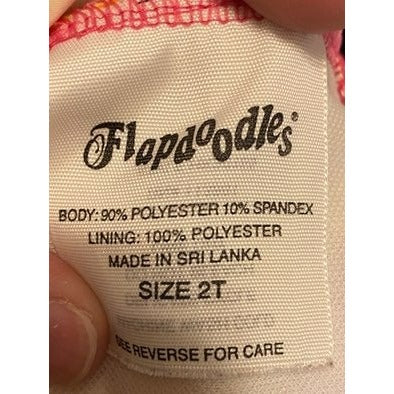 Flapdoodles®
BODY: 90% POLYESTER 10% SPANDEX
LINING: 100% POLYESTER
MADE IN SRI LANKA
SIZE 2T
SEE REVERSE FOR CARE